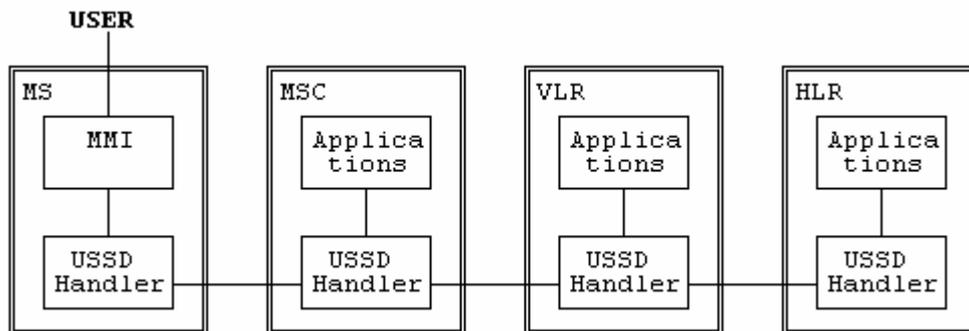 USER
MS
MMI
USSD
Handler
MSC
Applica
tions
USSD
Handler
VLR
Applica
tions
USSD
Handler
HLR
Applica
tions
USSD
Handler